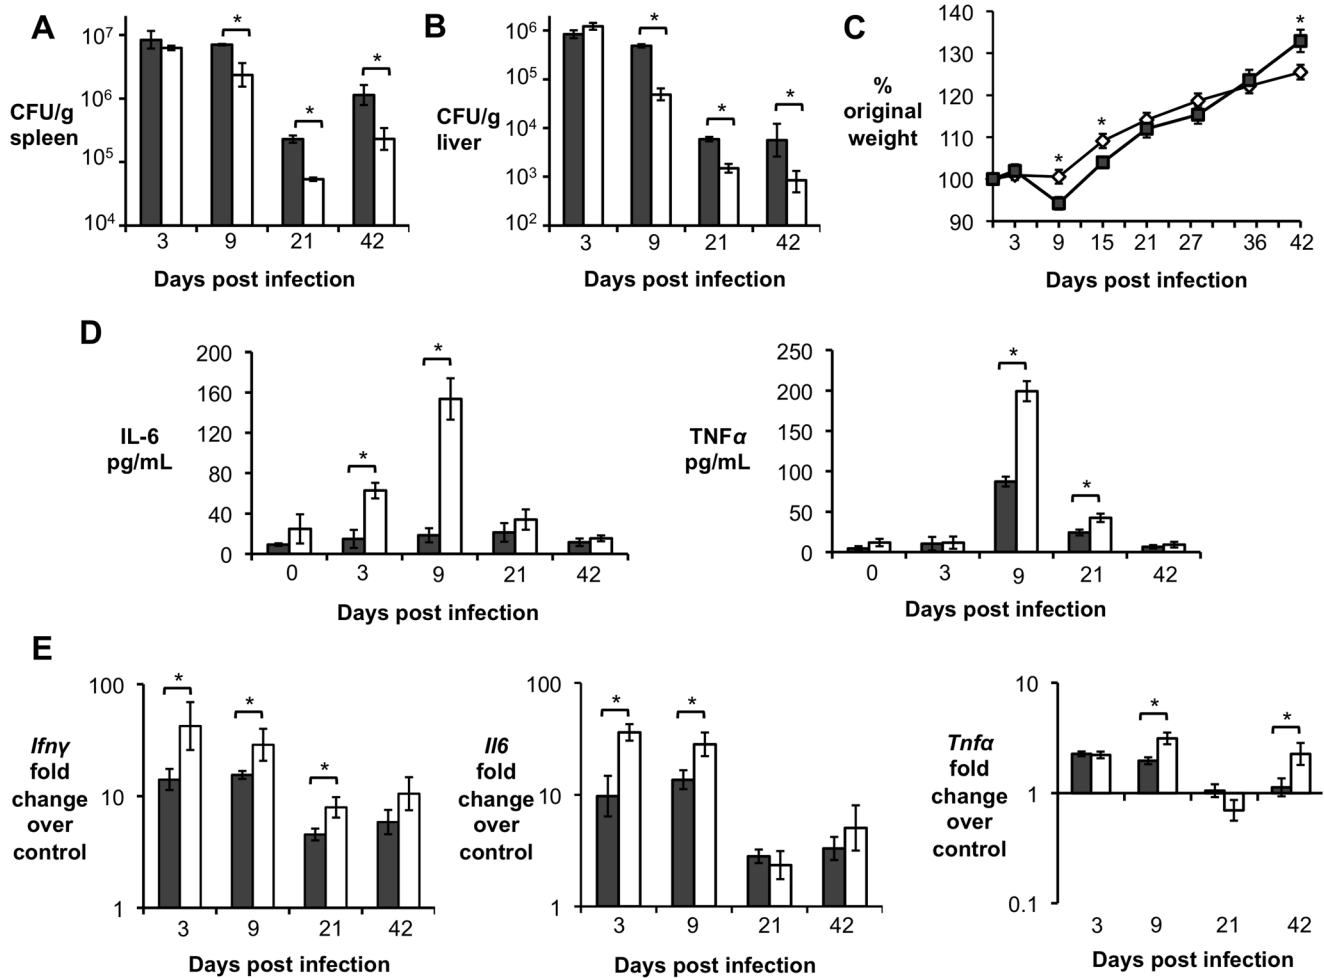 A
10⁷
10⁶
10⁵
10⁴
CFU/g
spleen
*
*
*
3 9 21 42
Days post infection
B
10⁶
10⁵
10⁴
10³
10²
CFU/g
liver
*
*
*
3 9 21 42
Days post infection
C
140
130
120
110
100
90
%
original
weight
*
*
*
3 9 15 21 27 36 42
Days post infection
D
200
160
120
80
40
0
IL-6
pg/mL
*
*
0 3 9 21 42
Days post infection
250
200
150
100
50
0
TNFα
pg/mL
*
*
0 3 9 21 42
Days post infection
E
100
10
1
Ifnγ
fold
change
over
control
*
*
*
3 9 21 42
Days post infection
100
10
1
Il6
fold
change
over
control
*
*
3 9 21 42
Days post infection
10
1
0.1
Tnfα
fold
change
over
control
*
*
3 9 21 42
Days post infection